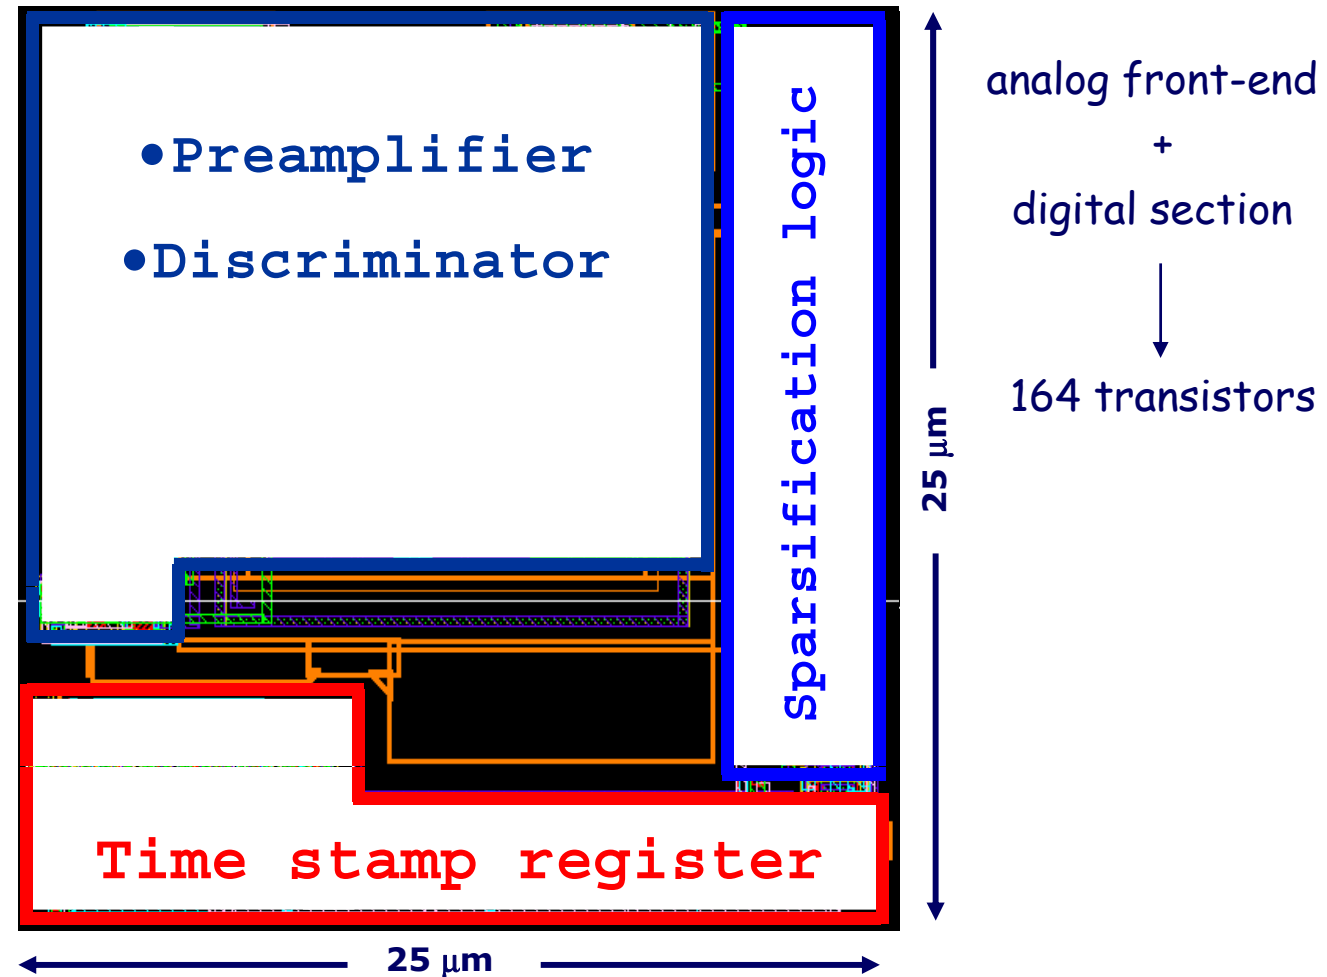 •Preamplifier
•Discriminator
Sparsification logic
Time stamp register
25 μm
25 μm
analog front-end
+
digital section
164 transistors